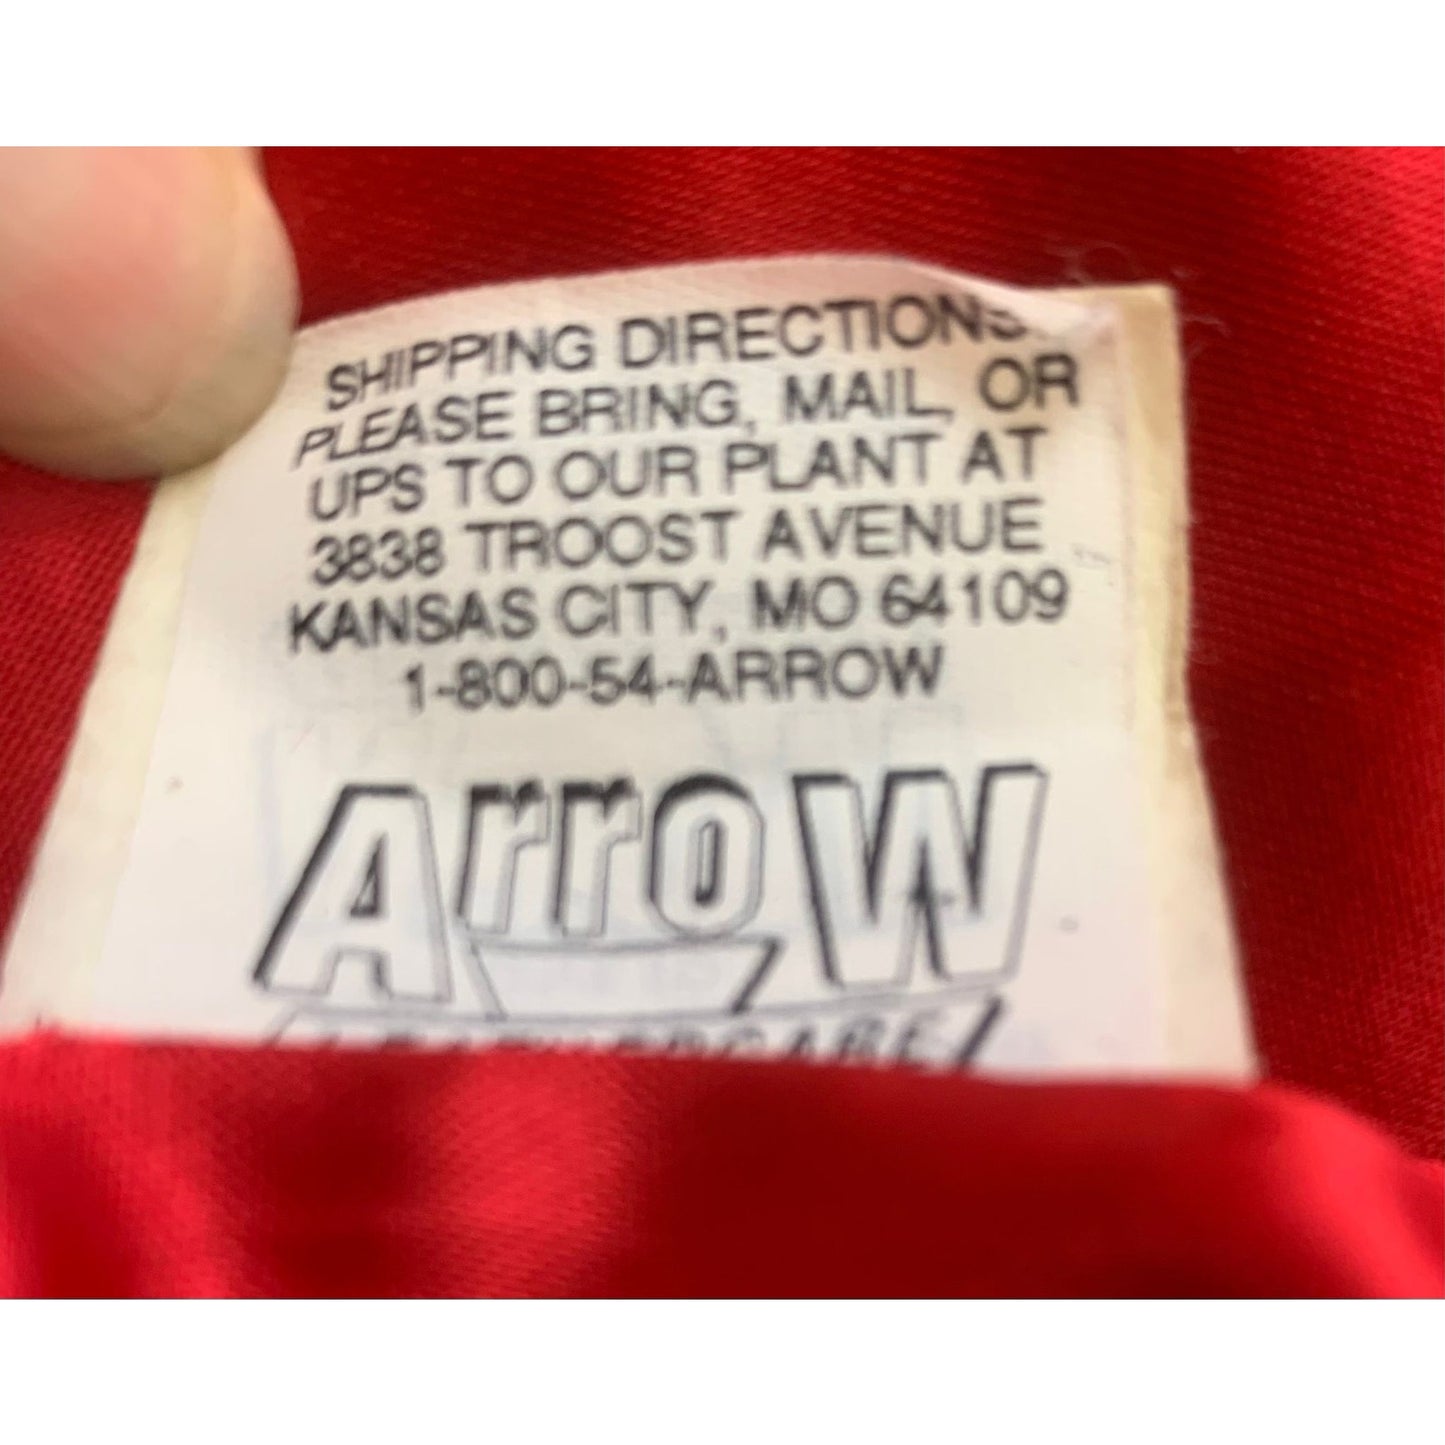 SHIPPING DIRECTIONS:
PLEASE BRING, MAIL, OR
UPS TO OUR PLANT AT
3838 TROOST AVENUE
KANSAS CITY, MO 64109
1-800-54-ARROW
ArroW
LEATHERCARE